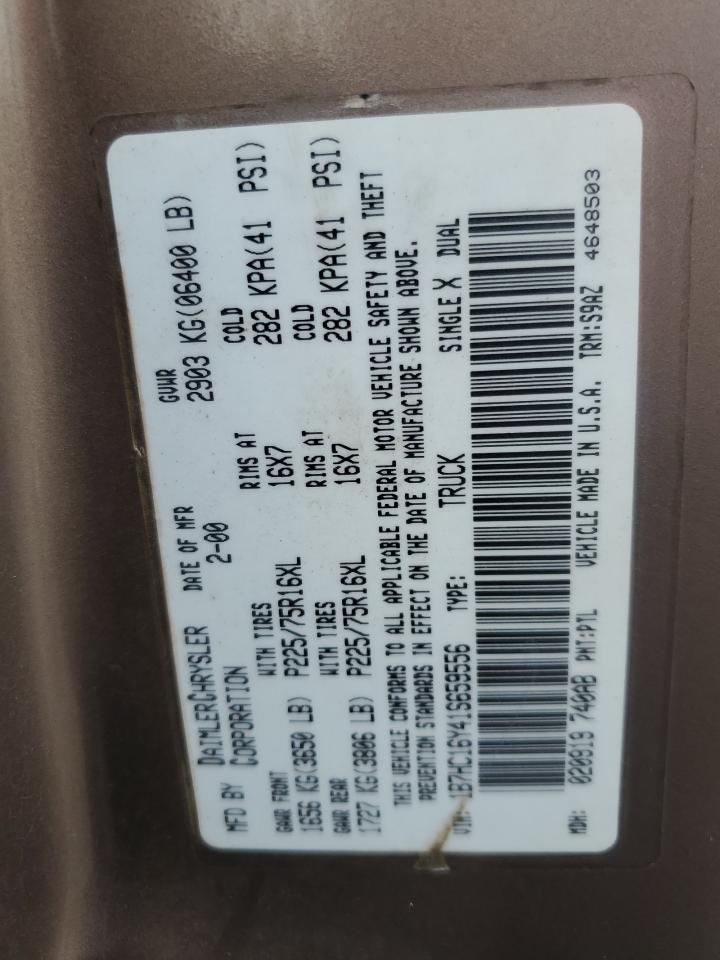 MFD BY DAIMLERCHRYSLER CORPORATION DATE OF MFR 2-00 GVWR 2903 KG(06400 LB)
GAWR FRONT WITH TIRES RIMS AT COLD
1656 KG(3650 LB) P225/75R16XL 16X7 282 KPA(41 PSI)
GAWR REAR WITH TIRES RIMS AT COLD
1727 KG(3806 LB) P225/75R16XL 16X7 282 KPA(41 PSI)
THIS VEHICLE CONFORMS TO ALL APPLICABLE FEDERAL MOTOR VEHICLE SAFETY AND THEFT
PREVENTION STANDARDS IN EFFECT ON THE DATE OF MANUFACTURE SHOWN ABOVE.
VIN: 1B7HC16Y41S659556 TYPE: TRUCK SINGLE X DUAL
MDH: 020819 740AB PNT:PTL VEHICLE MADE IN U.S.A. TRM:S9AZ
4648503